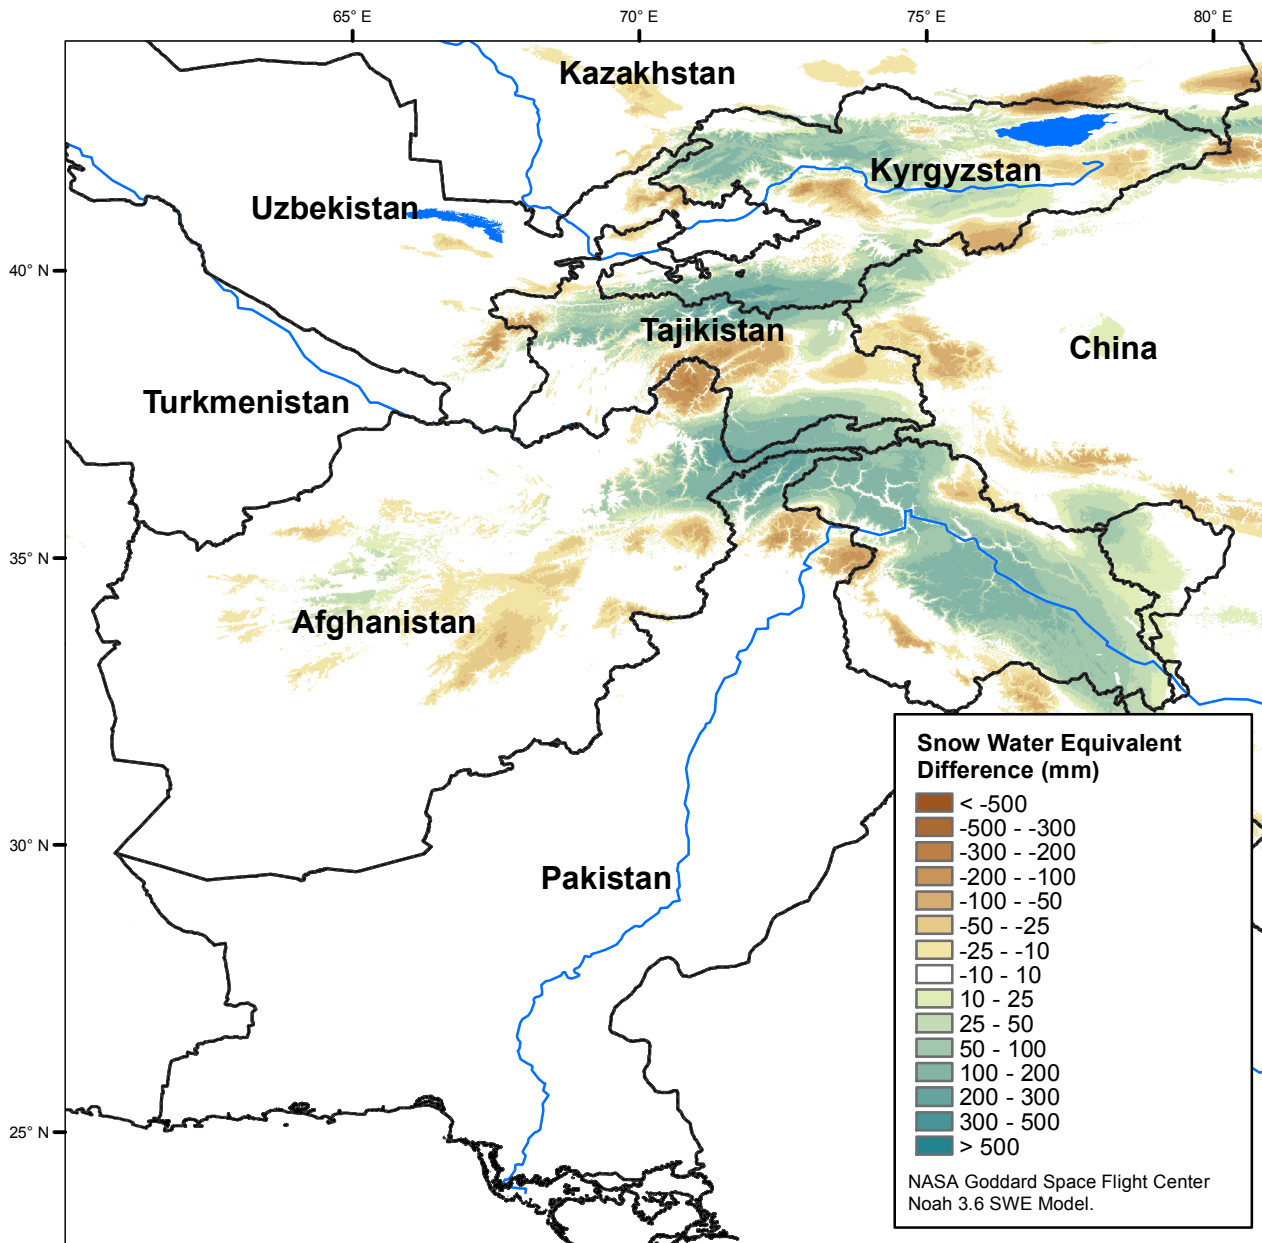 65° E
70° E
75° E
80° E
Kazakhstan
Kyrgyzstan
Uzbekistan
40° N
Tajikistan
China
Turkmenistan
35° N
Afghanistan
30° N
Pakistan
25° N
Snow Water Equivalent
Difference (mm)
< -500
-500 - -300
-300 - -200
-200 - -100
-100 - -50
-50 - -25
-25 - -10
-10 - 10
10 - 25
25 - 50
50 - 100
100 - 200
200 - 300
300 - 500
> 500
NASA Goddard Space Flight Center
Noah 3.6 SWE Model.